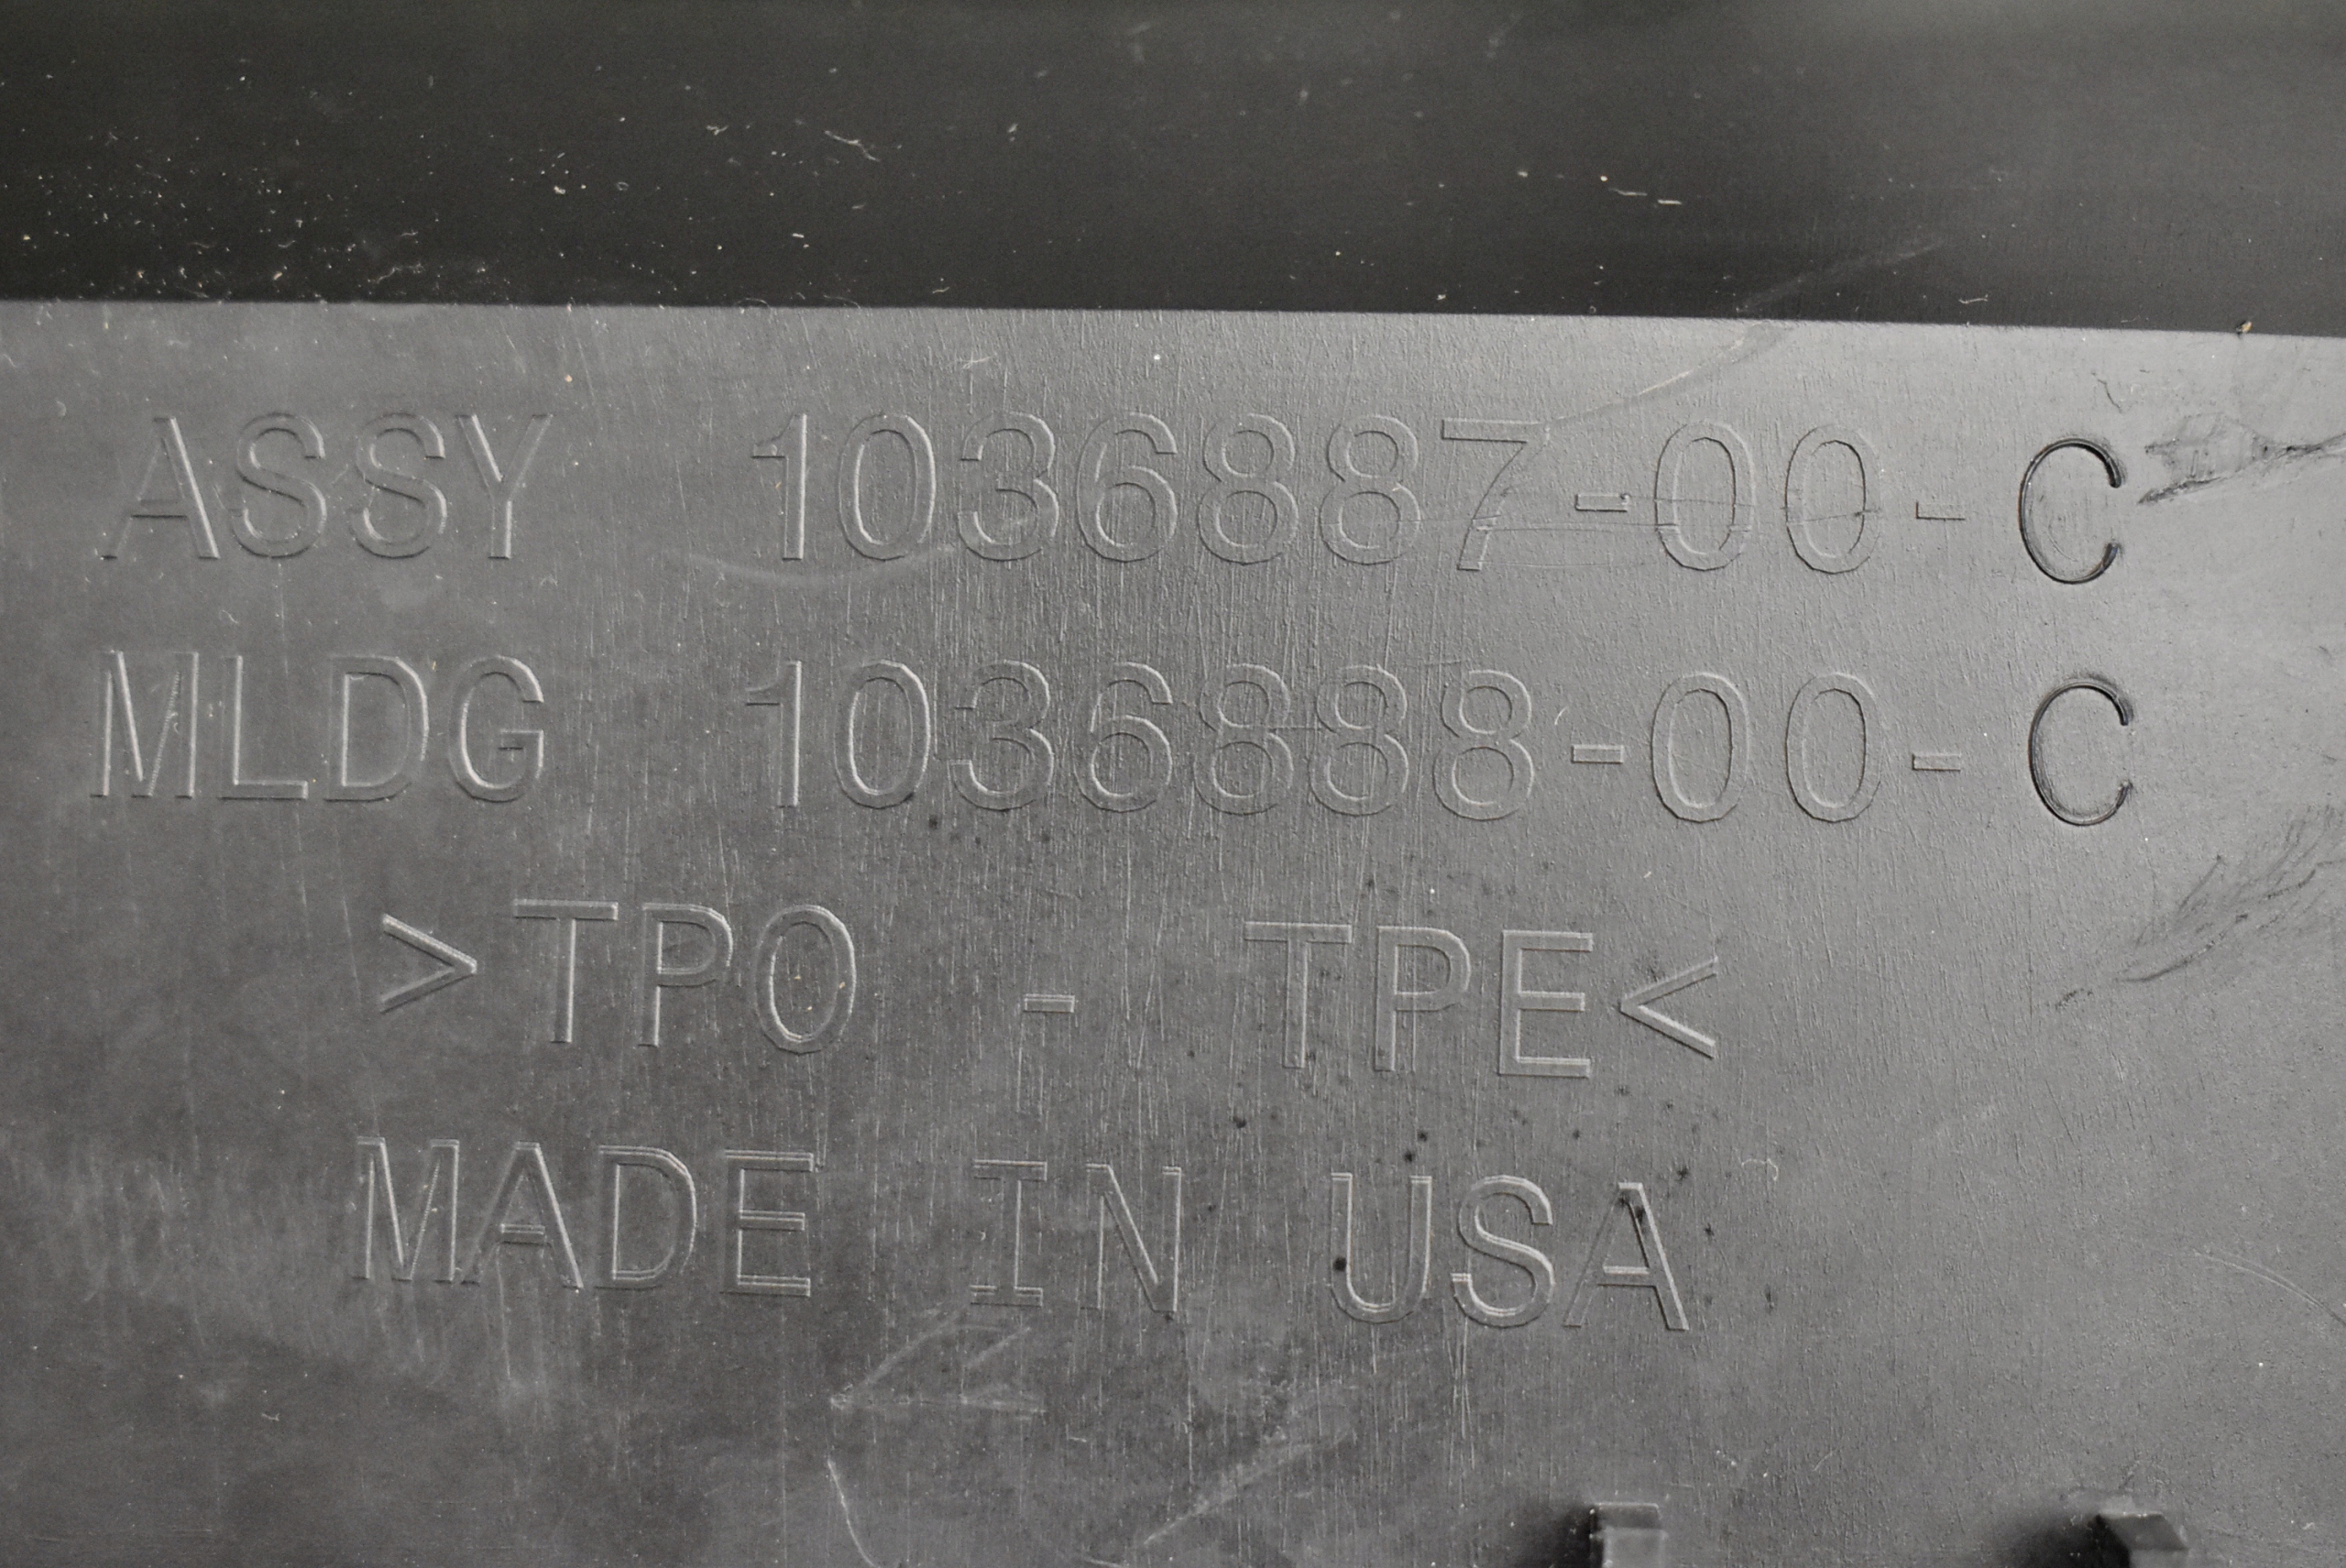 ASSY 1036887-00-C
MLDG 1036888-00-C
>TPO - TPE<
MADE IN USA